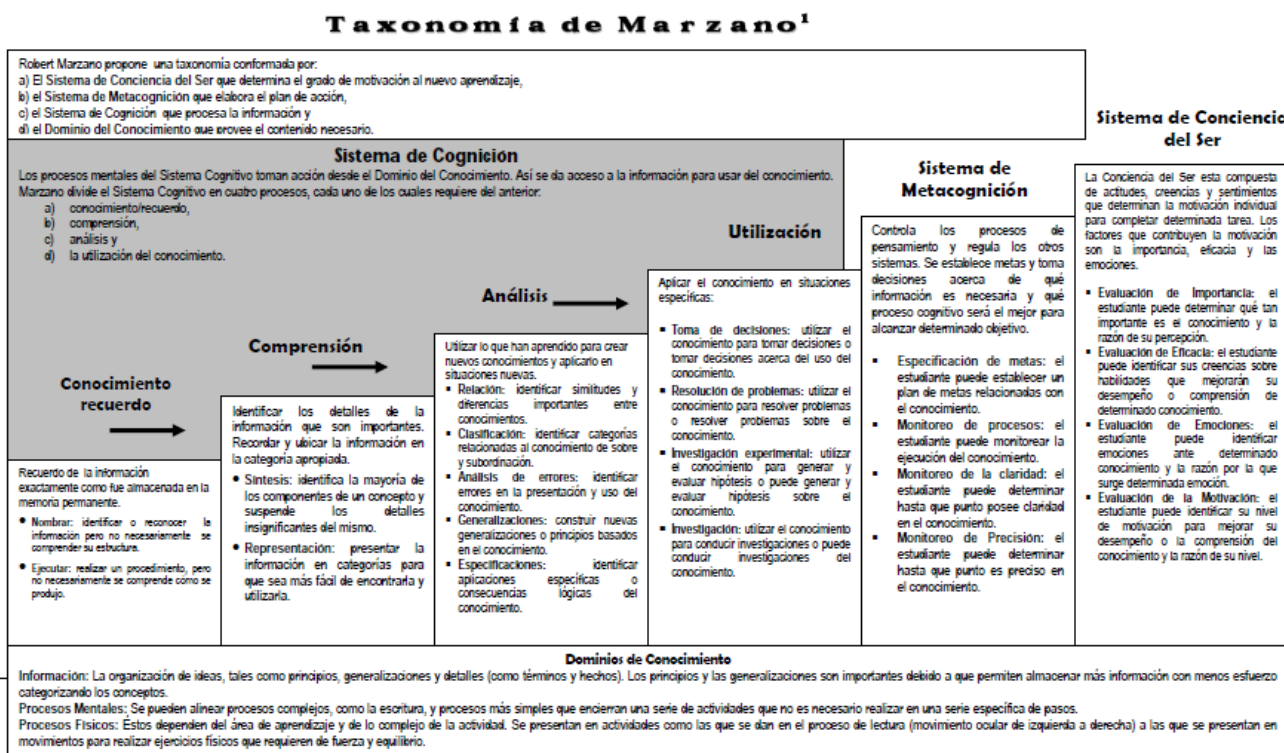 Taxonomía de Marzano¹
Robert Marzano propone una taxonomía conformada por:
a) El Sistema de Conciencia del Ser que determina el grado de motivación al nuevo aprendizaje,
b) el Sistema de Metacognición que elabora el plan de acción,
c) el Sistema de Cognición que procesa la información y
d) el Dominio del Conocimiento que provee el contenido necesario.
Sistema de Cognición
Los procesos mentales del Sistema Cognitivo toman acción desde el Dominio del Conocimiento. Así se da acceso a la información para usar del conocimiento.
Marzano divide el Sistema Cognitivo en cuatro procesos, cada uno de los cuales requiere del anterior:
a) conocimiento/recuerdo,
b) comprensión,
c) análisis y
d) la utilización del conocimiento.
Conocimiento
recuerdo
Recuerdo de la información
exactamente como fue almacenada en la
memoria permanente.
• Nombrar: identificar o reconocer la
información pero no necesariamente se
comprender su estructura.
• Ejecutar: realizar un procedimiento, pero
no necesariamente se comprende cómo se
produjo.
Comprensión
Identificar los detalles de la
información que son importantes.
Recordar y ubicar la información en
la categoría apropiada.
• Síntesis: identifica la mayoría de
los componentes de un concepto y
suspende los detalles
insignificantes del mismo.
• Representación: presentar la
información en categorías para
que sea más fácil de encontrarla y
utilizarla.
Análisis
Utilizar lo que han aprendido para crear
nuevos conocimientos y aplicarlo en
situaciones nuevas.
▪ Relación: identificar similitudes y
diferencias importantes entre
conocimientos.
▪ Clasificación: identificar categorías
relacionadas al conocimiento de sobre
y subordinación.
▪ Análisis de errores: identificar
errores en la presentación y uso del
conocimiento.
▪ Generalizaciones: construir nuevas
generalizaciones o principios basados
en el conocimiento.
▪ Especificaciones: identificar
aplicaciones específicas o
consecuencias lógicas del
conocimiento.
Utilización
Aplicar el conocimiento en situaciones
específicas:
▪ Toma de decisiones: utilizar el
conocimiento para tomar decisiones o
tomar decisiones acerca del uso del
conocimiento.
▪ Resolución de problemas: utilizar el
conocimiento para resolver problemas
o resolver problemas sobre el
conocimiento.
▪ Investigación experimental: utilizar
el conocimiento para generar y
evaluar hipótesis o puede generar y
evaluar hipótesis sobre el
conocimiento.
▪ Investigación: utilizar el conocimiento
para conducir investigaciones o puede
conducir investigaciones del
conocimiento.
Sistema de
Metacognición
Controla los procesos de
pensamiento y regula los otros
sistemas. Se establece metas y toma
decisiones acerca de qué
información es necesaria y qué
proceso cognitivo será el mejor para
alcanzar determinado objetivo.
▪ Especificación de metas: el
estudiante puede establecer un
plan de metas relacionadas con
el conocimiento.
▪ Monitoreo de procesos: el
estudiante puede monitorear la
ejecución del conocimiento.
▪ Monitoreo de la claridad: el
estudiante puede determinar
hasta que punto posee claridad
en el conocimiento.
▪ Monitoreo de Precisión: el
estudiante puede determinar
hasta que punto es preciso en
el conocimiento.
Sistema de Conciencia
del Ser
La Conciencia del Ser esta compuesta
de actitudes, creencias y sentimientos
que determinan la motivación individual
para completar determinada tarea. Los
factores que contribuyen la motivación
son la importancia, eficacia y las
emociones.
▪ Evaluación de Importancia: el
estudiante puede determinar qué tan
importante es el conocimiento y la
razón de su percepción.
▪ Evaluación de Eficacia: el estudiante
puede identificar sus creencias sobre
habilidades que mejorarán su
desempeño o comprensión de
determinado conocimiento.
▪ Evaluación de Emociones: el
estudiante puede identificar
emociones ante determinado
conocimiento y la razón por la que
surge determinada emoción.
▪ Evaluación de la Motivación: el
estudiante puede identificar su nivel
de motivación para mejorar su
desempeño o la comprensión del
conocimiento y la razón de su nivel.
Dominios de Conocimiento
Información: La organización de ideas, tales como principios, generalizaciones y detalles (como términos y hechos). Los principios y las generalizaciones son importantes debido a que permiten almacenar más información con menos esfuerzo
categorizando los conceptos.
Procesos Mentales: Se pueden alinear procesos complejos, como la escritura, y procesos más simples que encierran una serie de actividades que no es necesario realizar en una serie específica de pasos.
Procesos Físicos: Éstos dependen del área de aprendizaje y de lo complejo de la actividad. Se presentan en actividades como las que se dan en el proceso de lectura (movimiento ocular de izquierda a derecha) a las que se presentan en
movimientos para realizar ejercicios físicos que requieren de fuerza y equilibrio.